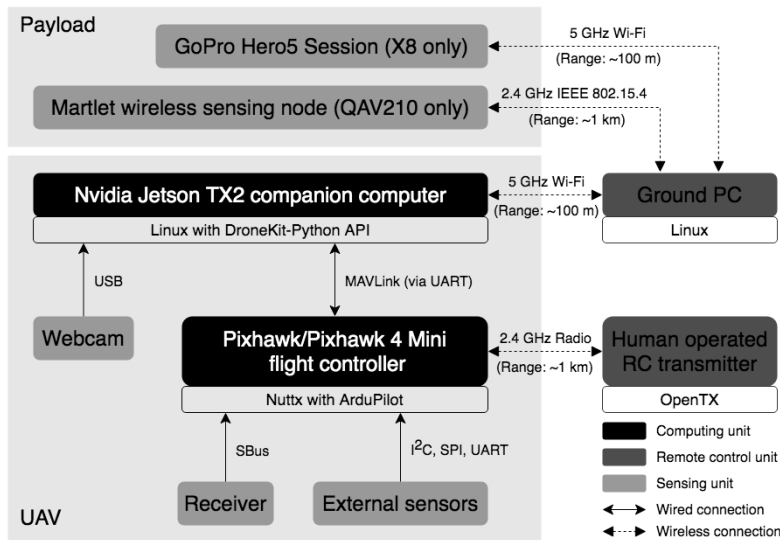 Payload
GoPro Hero5 Session (X8 only)
5 GHz Wi-Fi
(Range: ~100 m)
Martlet wireless sensing node (QAV210 only)
2.4 GHz IEEE 802.15.4
(Range: ~1 km)
Nvidia Jetson TX2 companion computer
Linux with DroneKit-Python API
5 GHz Wi-Fi
(Range: ~100 m)
Ground PC
Linux
USB
MAVLink (via UART)
Webcam
Pixhawk/Pixhawk 4 Mini
flight controller
Nuttx with ArduPilot
2.4 GHz Radio
(Range: ~1 km)
Human operated
RC transmitter
OpenTX
SBus
I²C, SPI, UART
Receiver
External sensors
UAV
Computing unit
Remote control unit
Sensing unit
Wired connection
Wireless connection